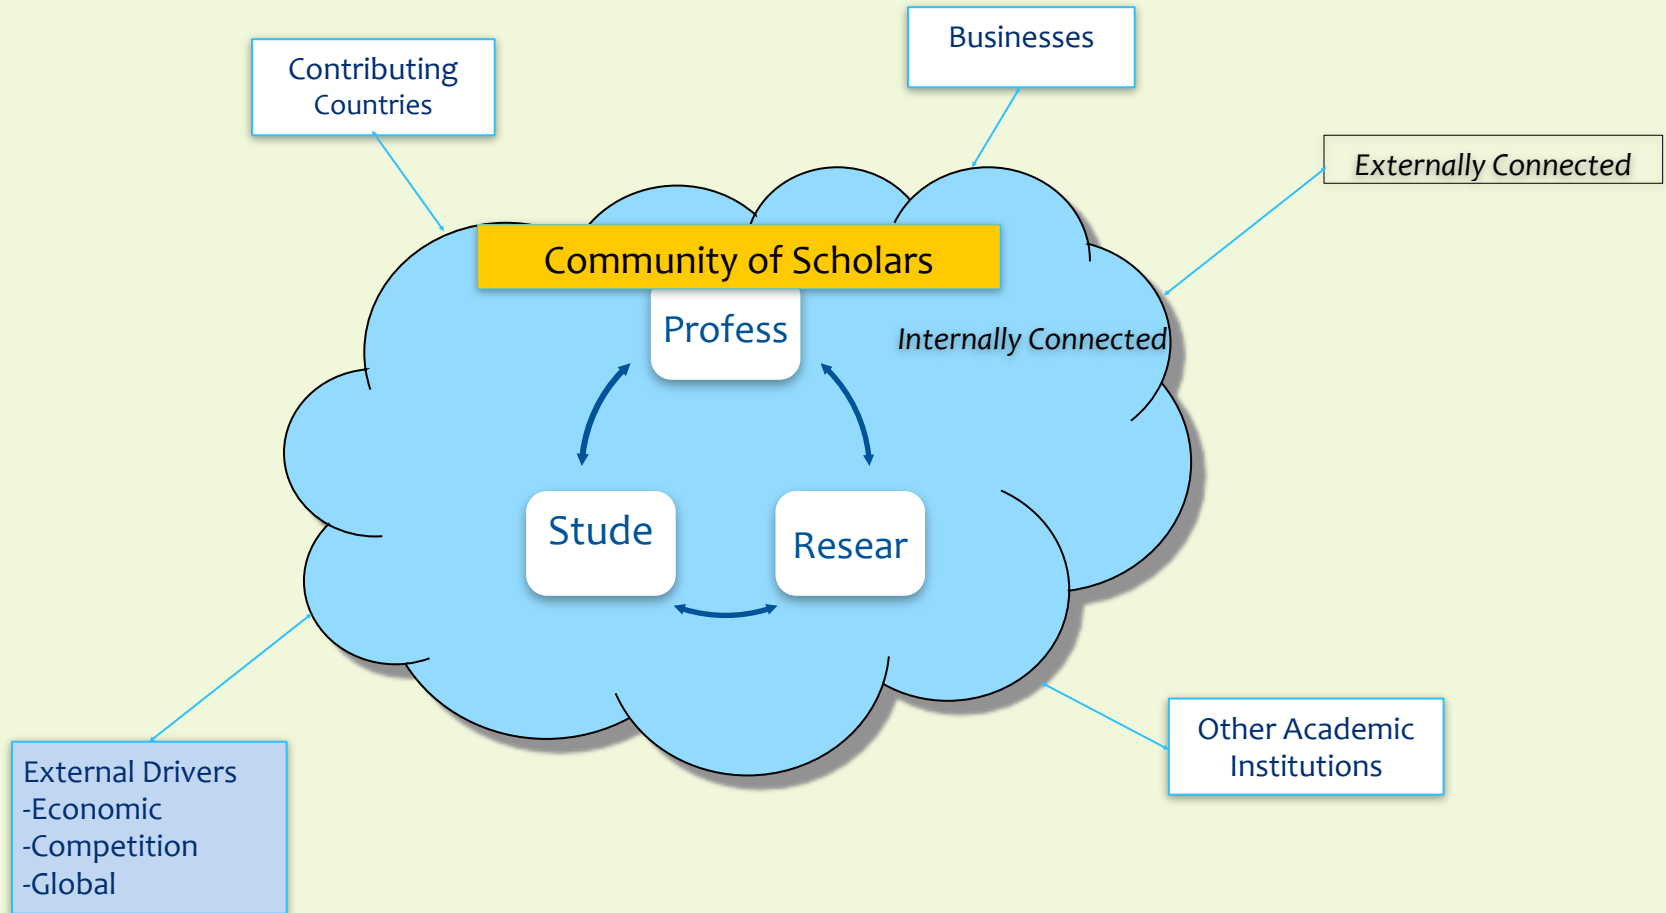 Businesses
Contributing
Countries
Externally Connected
Community of Scholars
Profess
Internally Connected
Stude
Resear
Other Academic
Institutions
External Drivers
-Economic
-Competition
-Global